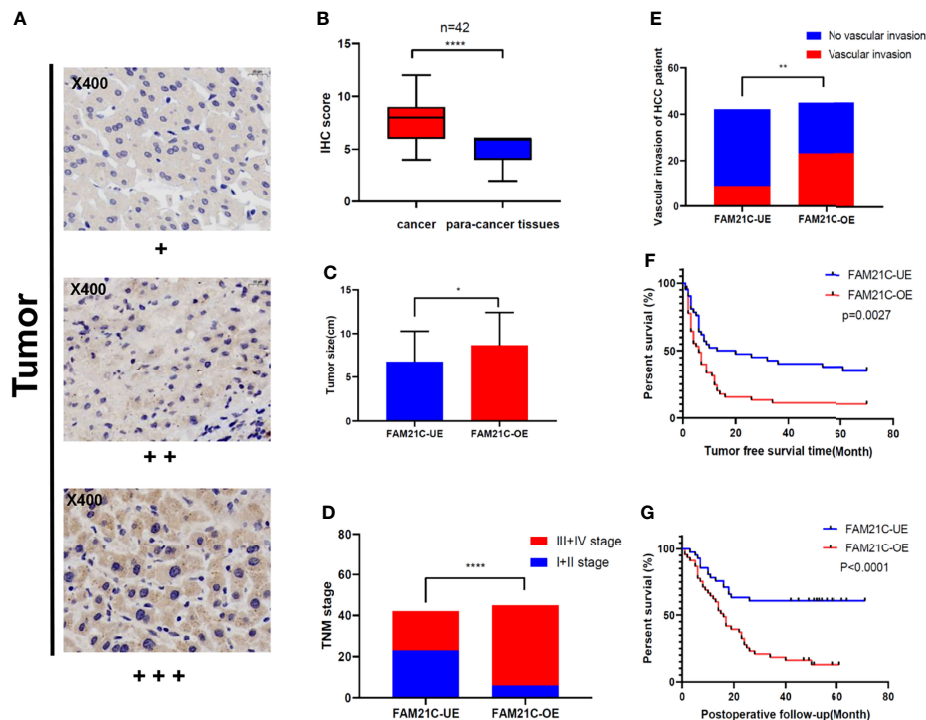 A
Tumor
X400
+
X400
+ +
X400
+ + +
B
n=42
****
IHC score
15
10
5
0
cancer
para-cancer tissues
C
*
Tumor size(cm)
15
10
5
0
FAM21C-UE
FAM21C-OE
D
III+IV stage
I+II stage
****
TNM stage
80
60
40
20
0
FAM21C-UE
FAM21C-OE
E
No vascular invasion
Vascular invasion
**
Vascular invasion of HCC patient
60
40
20
0
FAM21C-UE
FAM21C-OE
F
FAM21C-UE
FAM21C-OE
p=0.0027
Persent survival (%)
100
50
0
0
20
40
60
80
Tumor free survial time(Month)
G
FAM21C-UE
FAM21C-OE
P<0.0001
Persent survival (%)
100
50
0
0
20
40
60
80
Postoperative follow-up(Month)